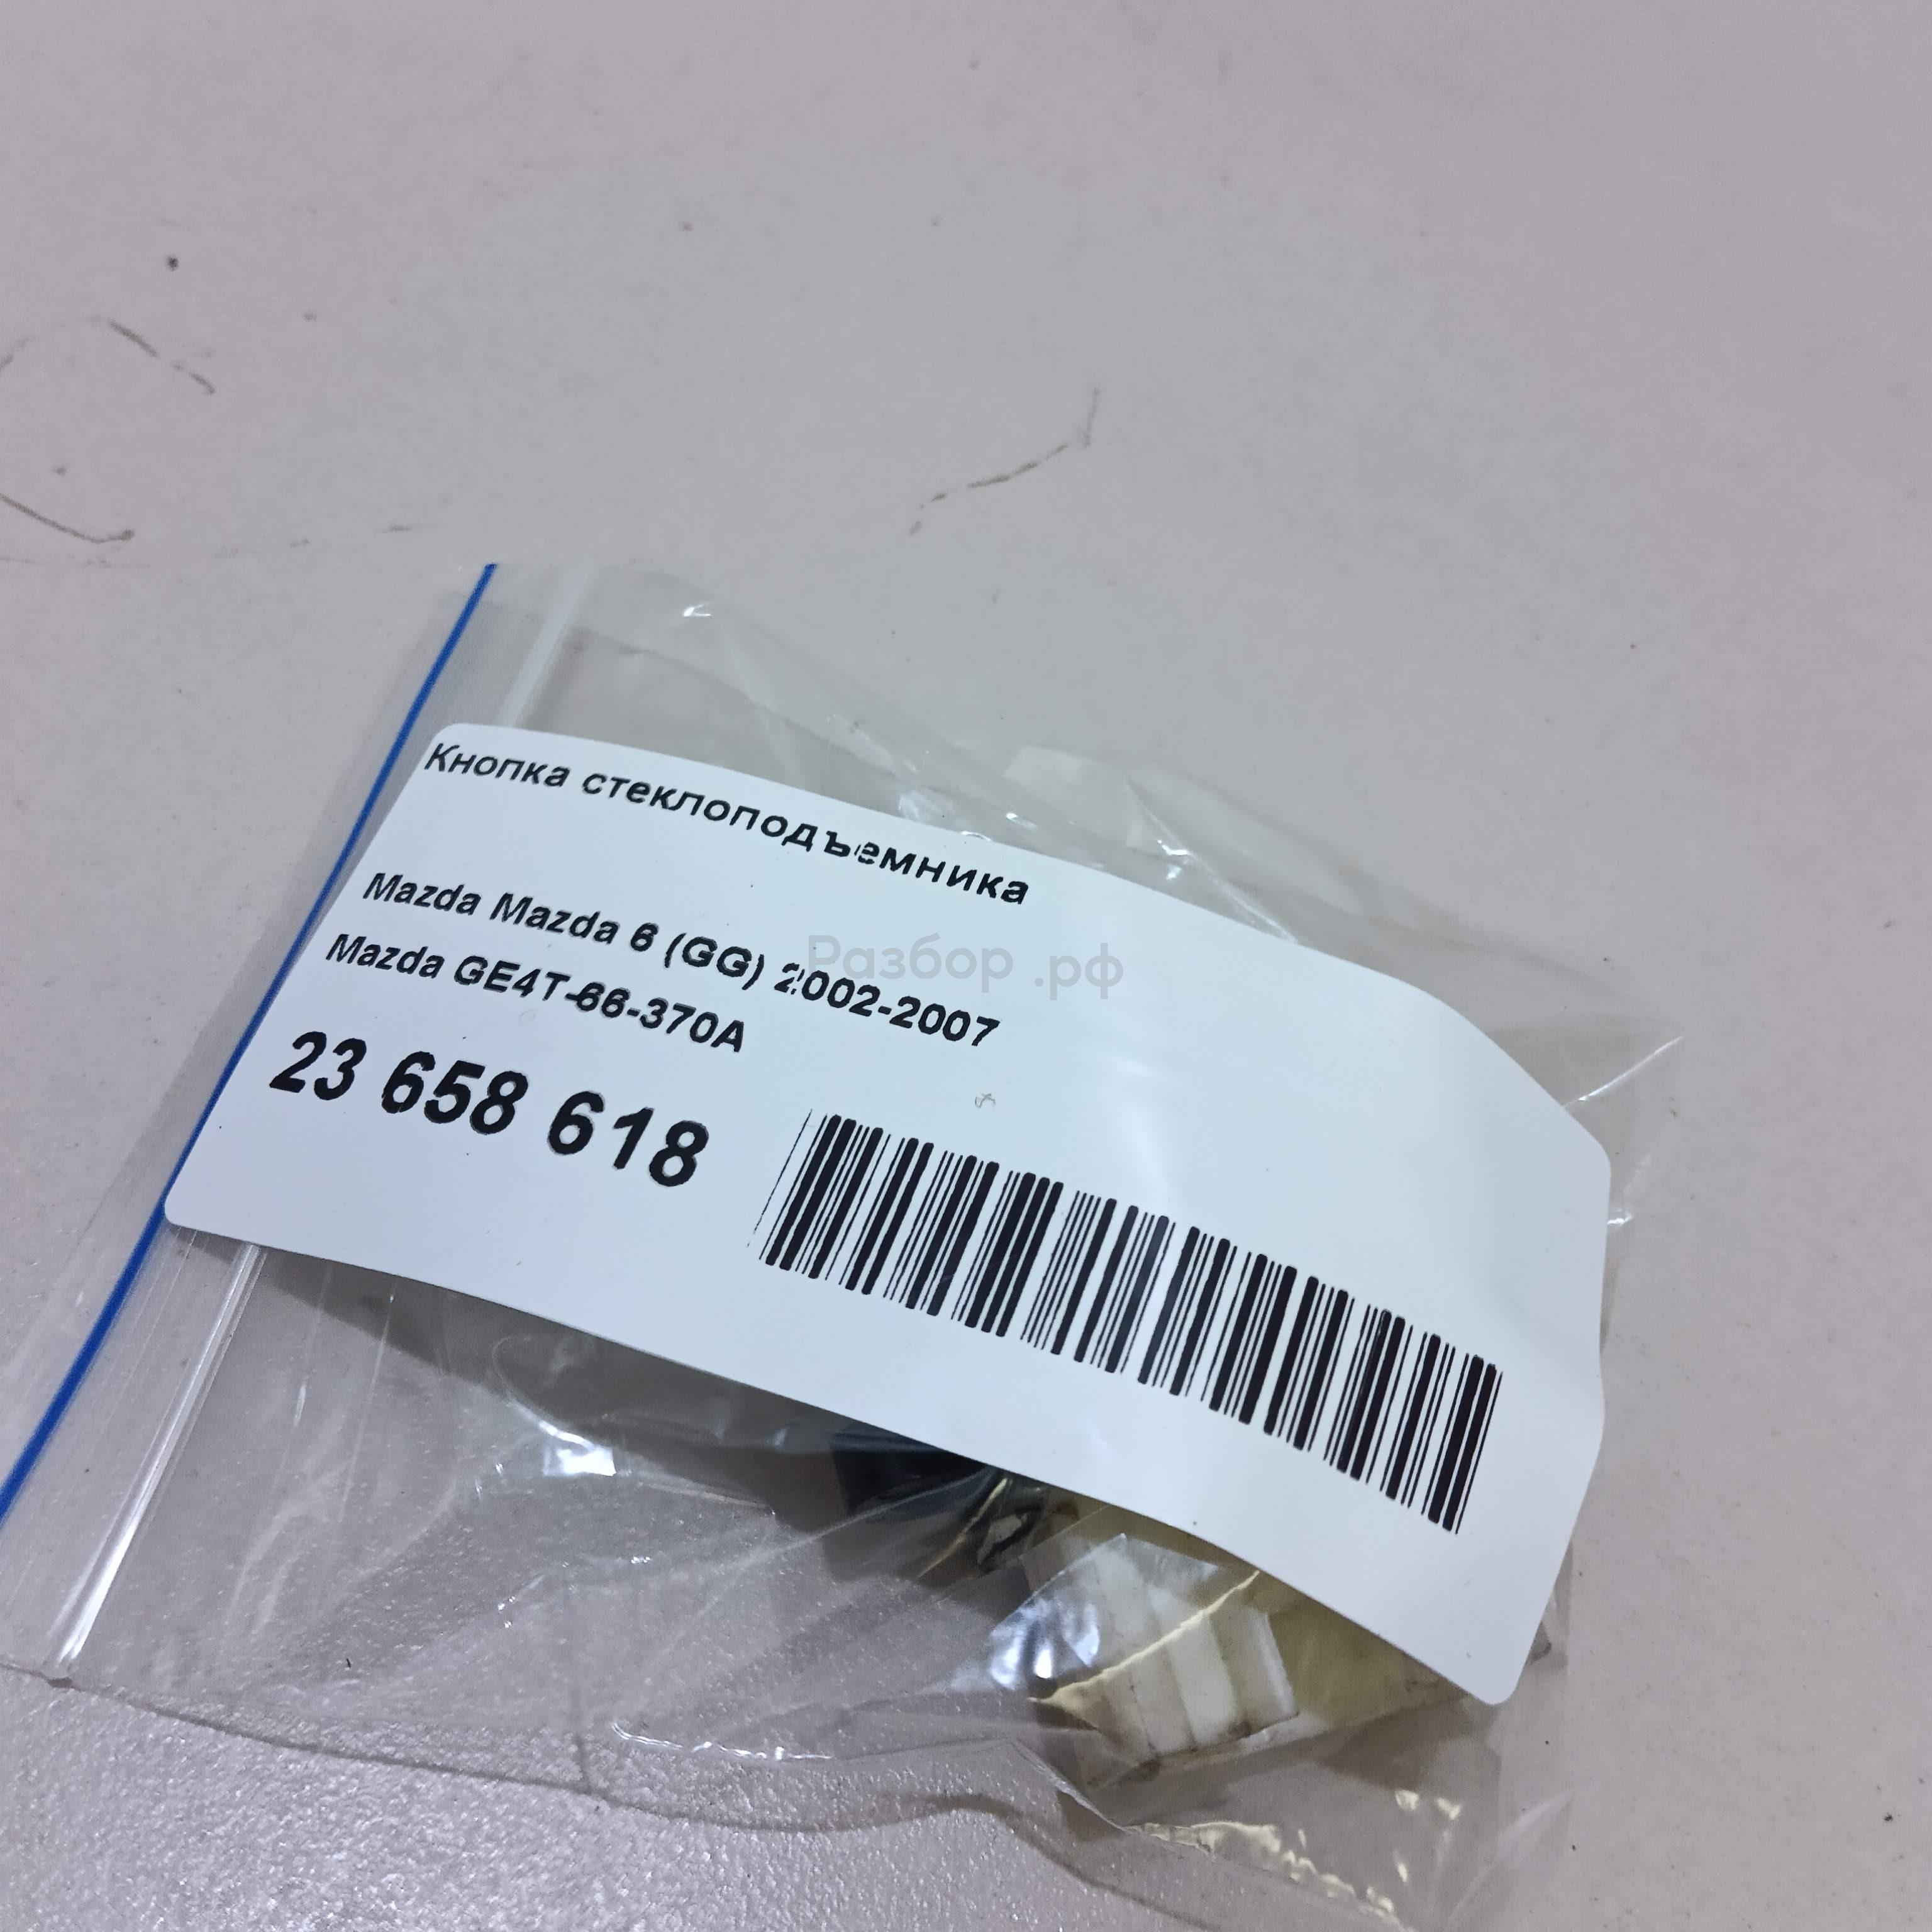 Кнопка стеклоподъемника
Mazda Mazda 6 (GG) 2002-2007
Mazda GE4T-66-370A
23 658 618
Разбор.рф